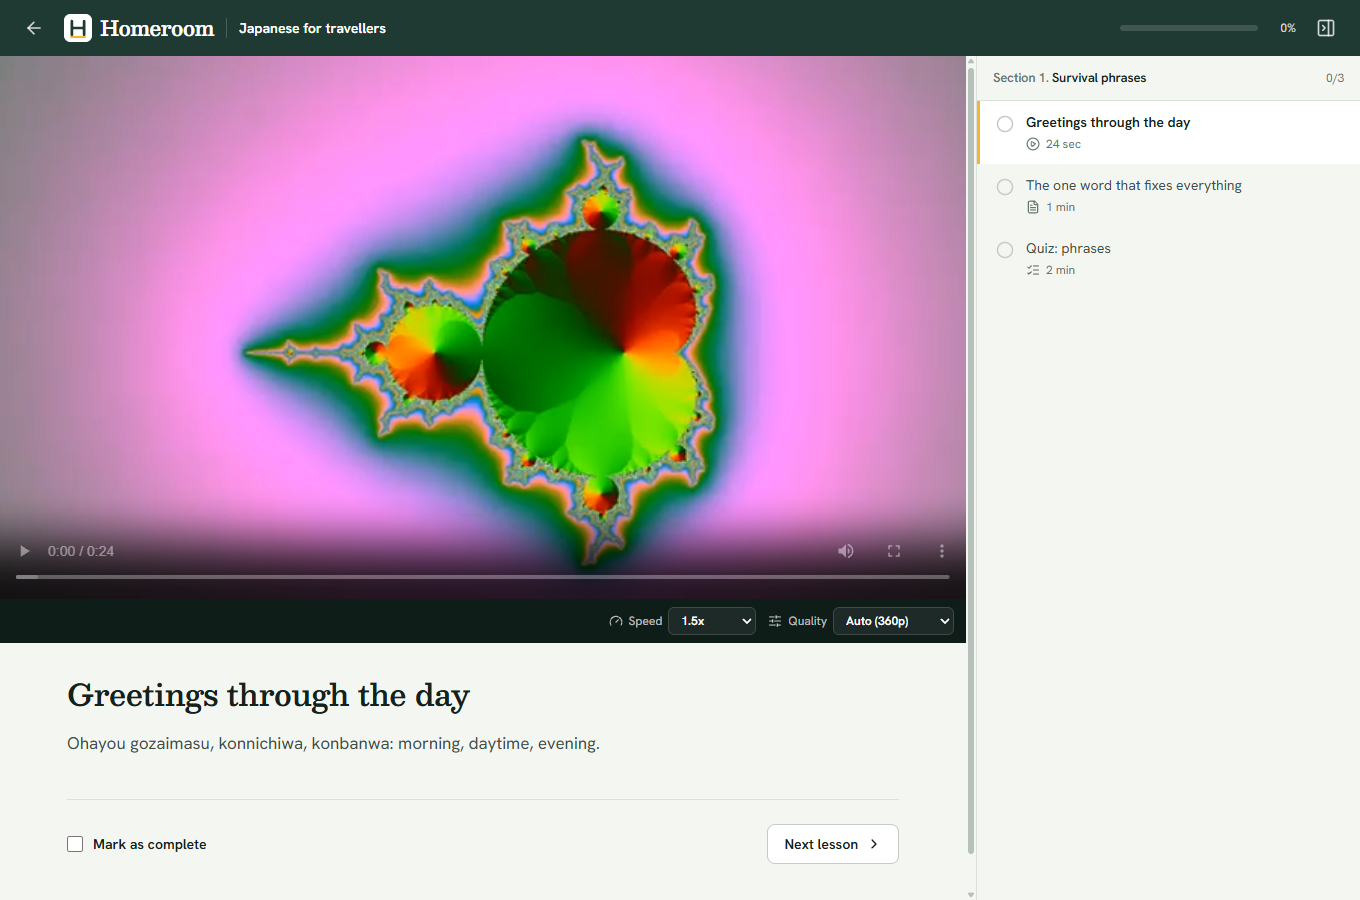 H Homeroom
Japanese for travellers
0%
0:00 / 0:24
Speed
1.5x
Quality
Auto (360p)
Greetings through the day
Ohayou gozaimasu, konnichiwa, konbanwa: morning, daytime, evening.
Mark as complete
Next lesson
Section 1. Survival phrases
0/3
Greetings through the day
24 sec
The one word that fixes everything
1 min
Quiz: phrases
2 min